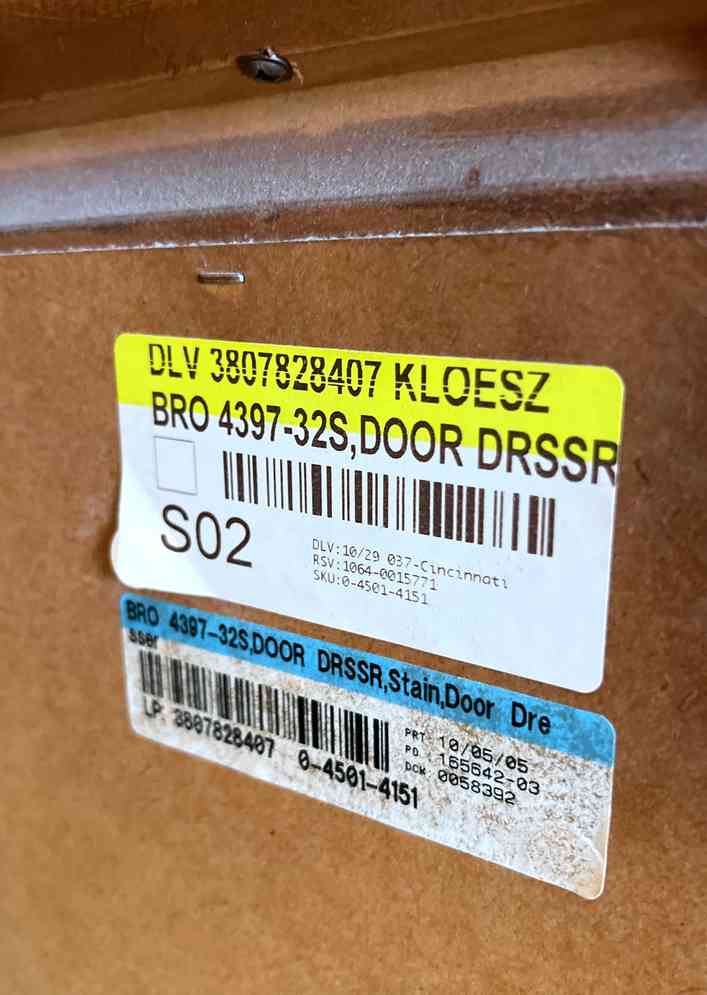 DLV 3807828407 KLOESZ
BRO 4397-32S,DOOR DRSSR
S02
DLV:10/29 037-Cincinnati
RSV:1064-0015771
SKU:0-4501-4151
BRO 4397-32S,DOOR DRSSR,Stain,Door Dre
sser
LP: 3807828407 0-4501-4151
PRT 10/05/05
PO 165642-03
DCK 0058392